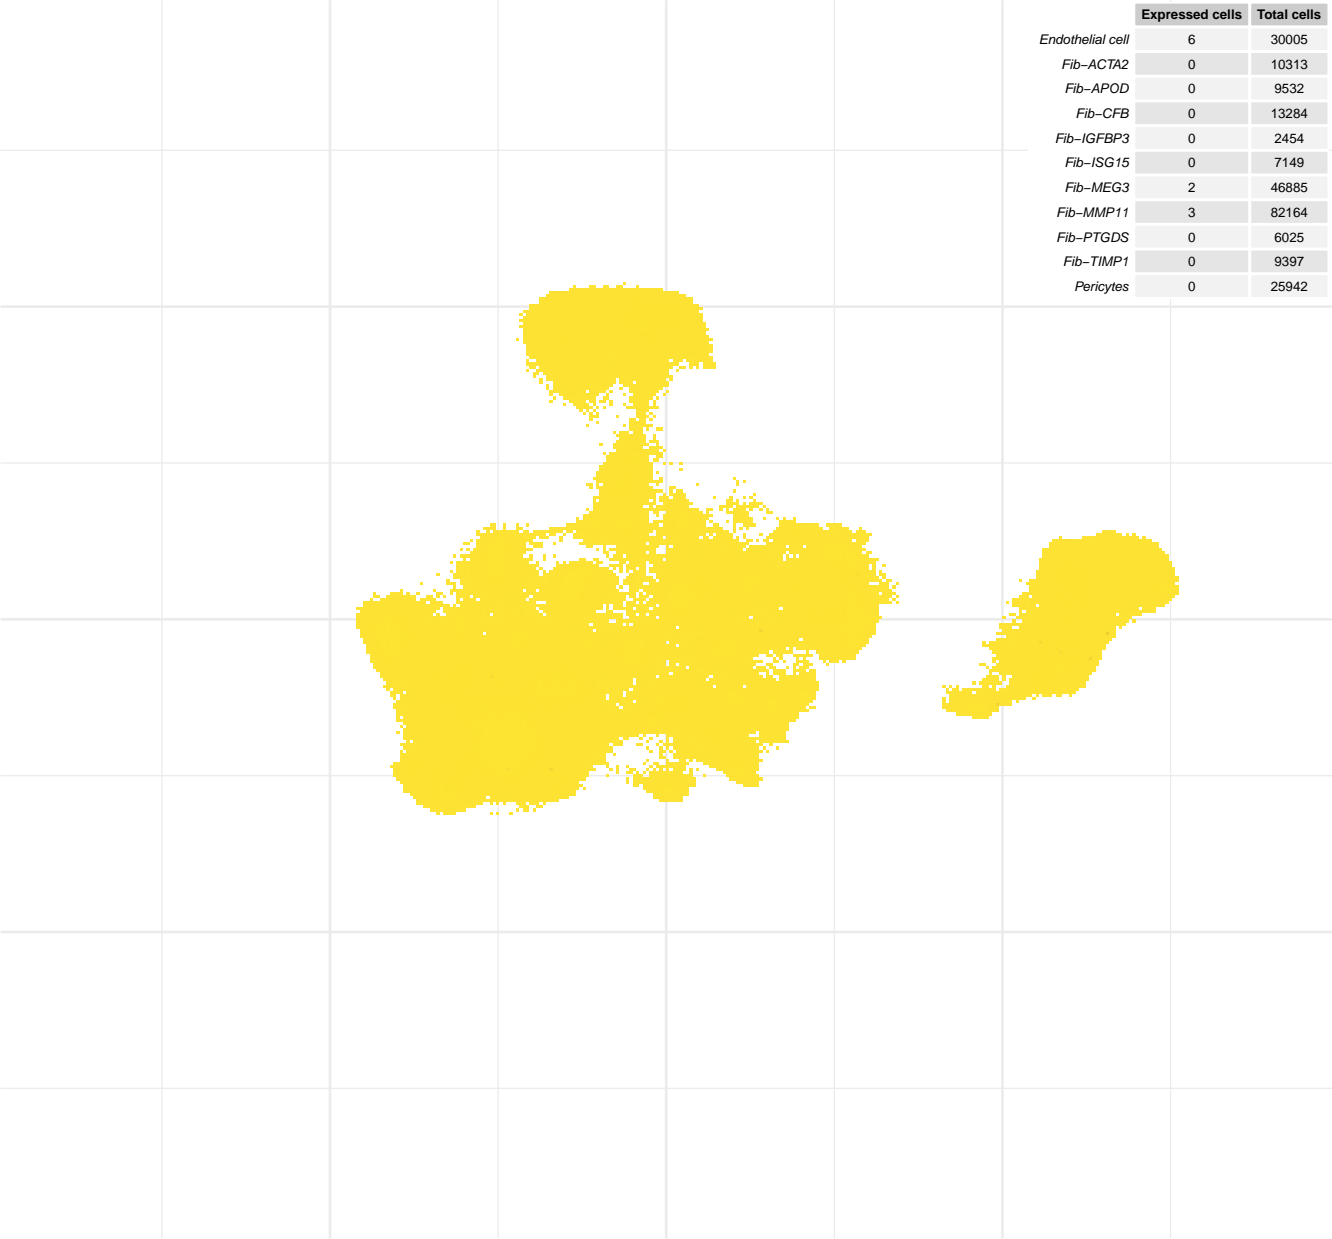 Expressed cells Total cells
Endothelial cell 6 30005
Fib−ACTA2 0 10313
Fib−APOD 0 9532
Fib−CFB 0 13284
Fib−IGFBP3 0 2454
Fib−ISG15 0 7149
Fib−MEG3 2 46885
Fib−MMP11 3 82164
Fib−PTGDS 0 6025
Fib−TIMP1 0 9397
Pericytes 0 25942